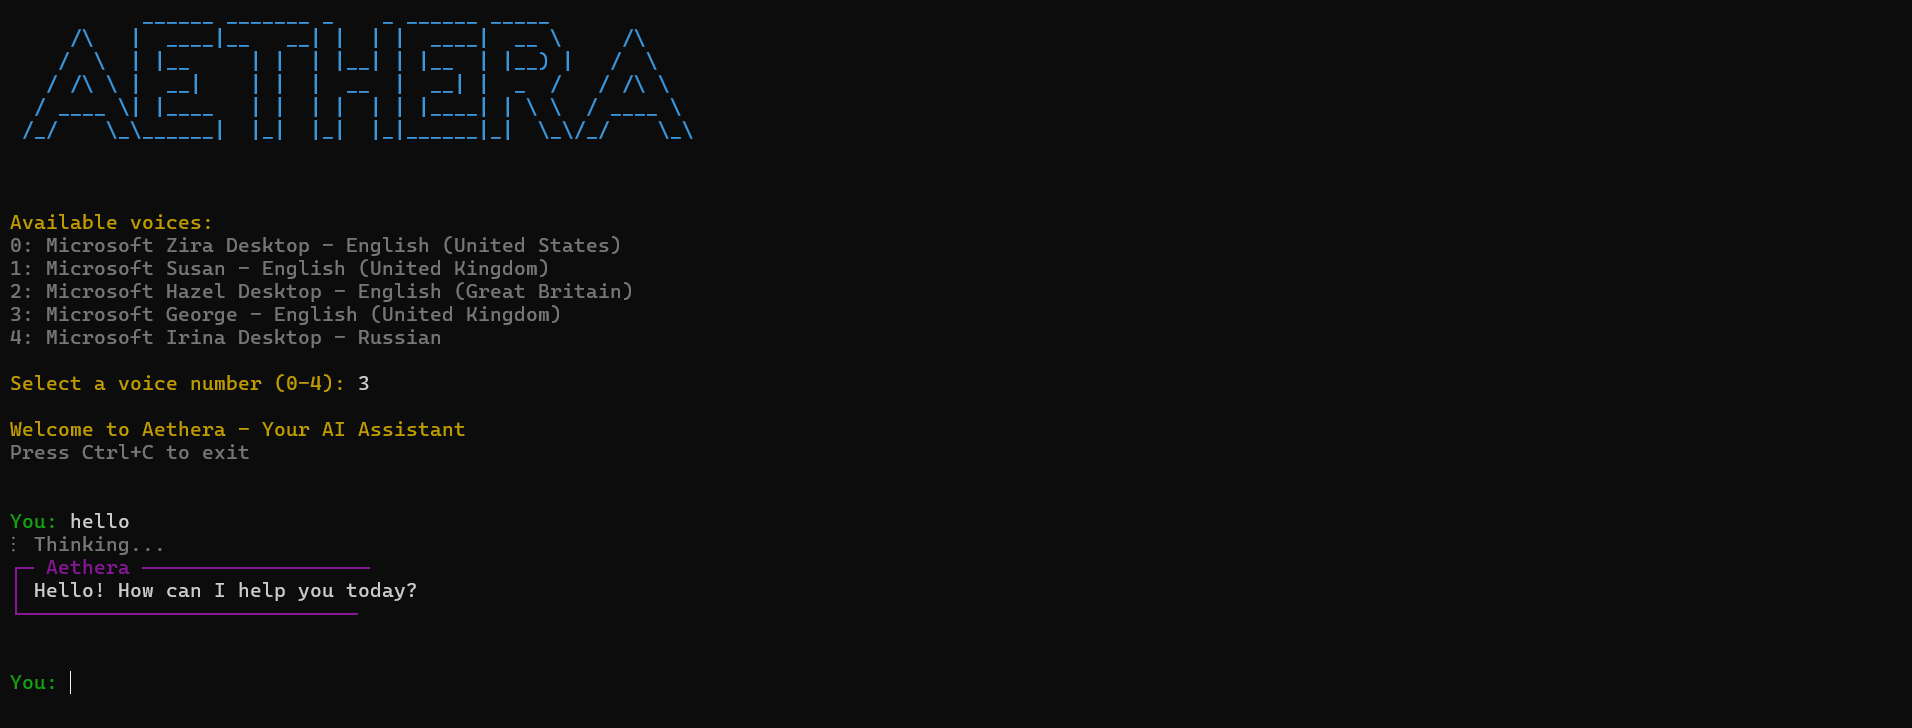 AETHERA
Available voices:
0: Microsoft Zira Desktop - English (United States)
1: Microsoft Susan - English (United Kingdom)
2: Microsoft Hazel Desktop - English (Great Britain)
3: Microsoft George - English (United Kingdom)
4: Microsoft Irina Desktop - Russian
Select a voice number (0-4): 3
Welcome to Aethera - Your AI Assistant
Press Ctrl+C to exit
You: hello
⋮ Thinking...
Aethera
Hello! How can I help you today?
You: